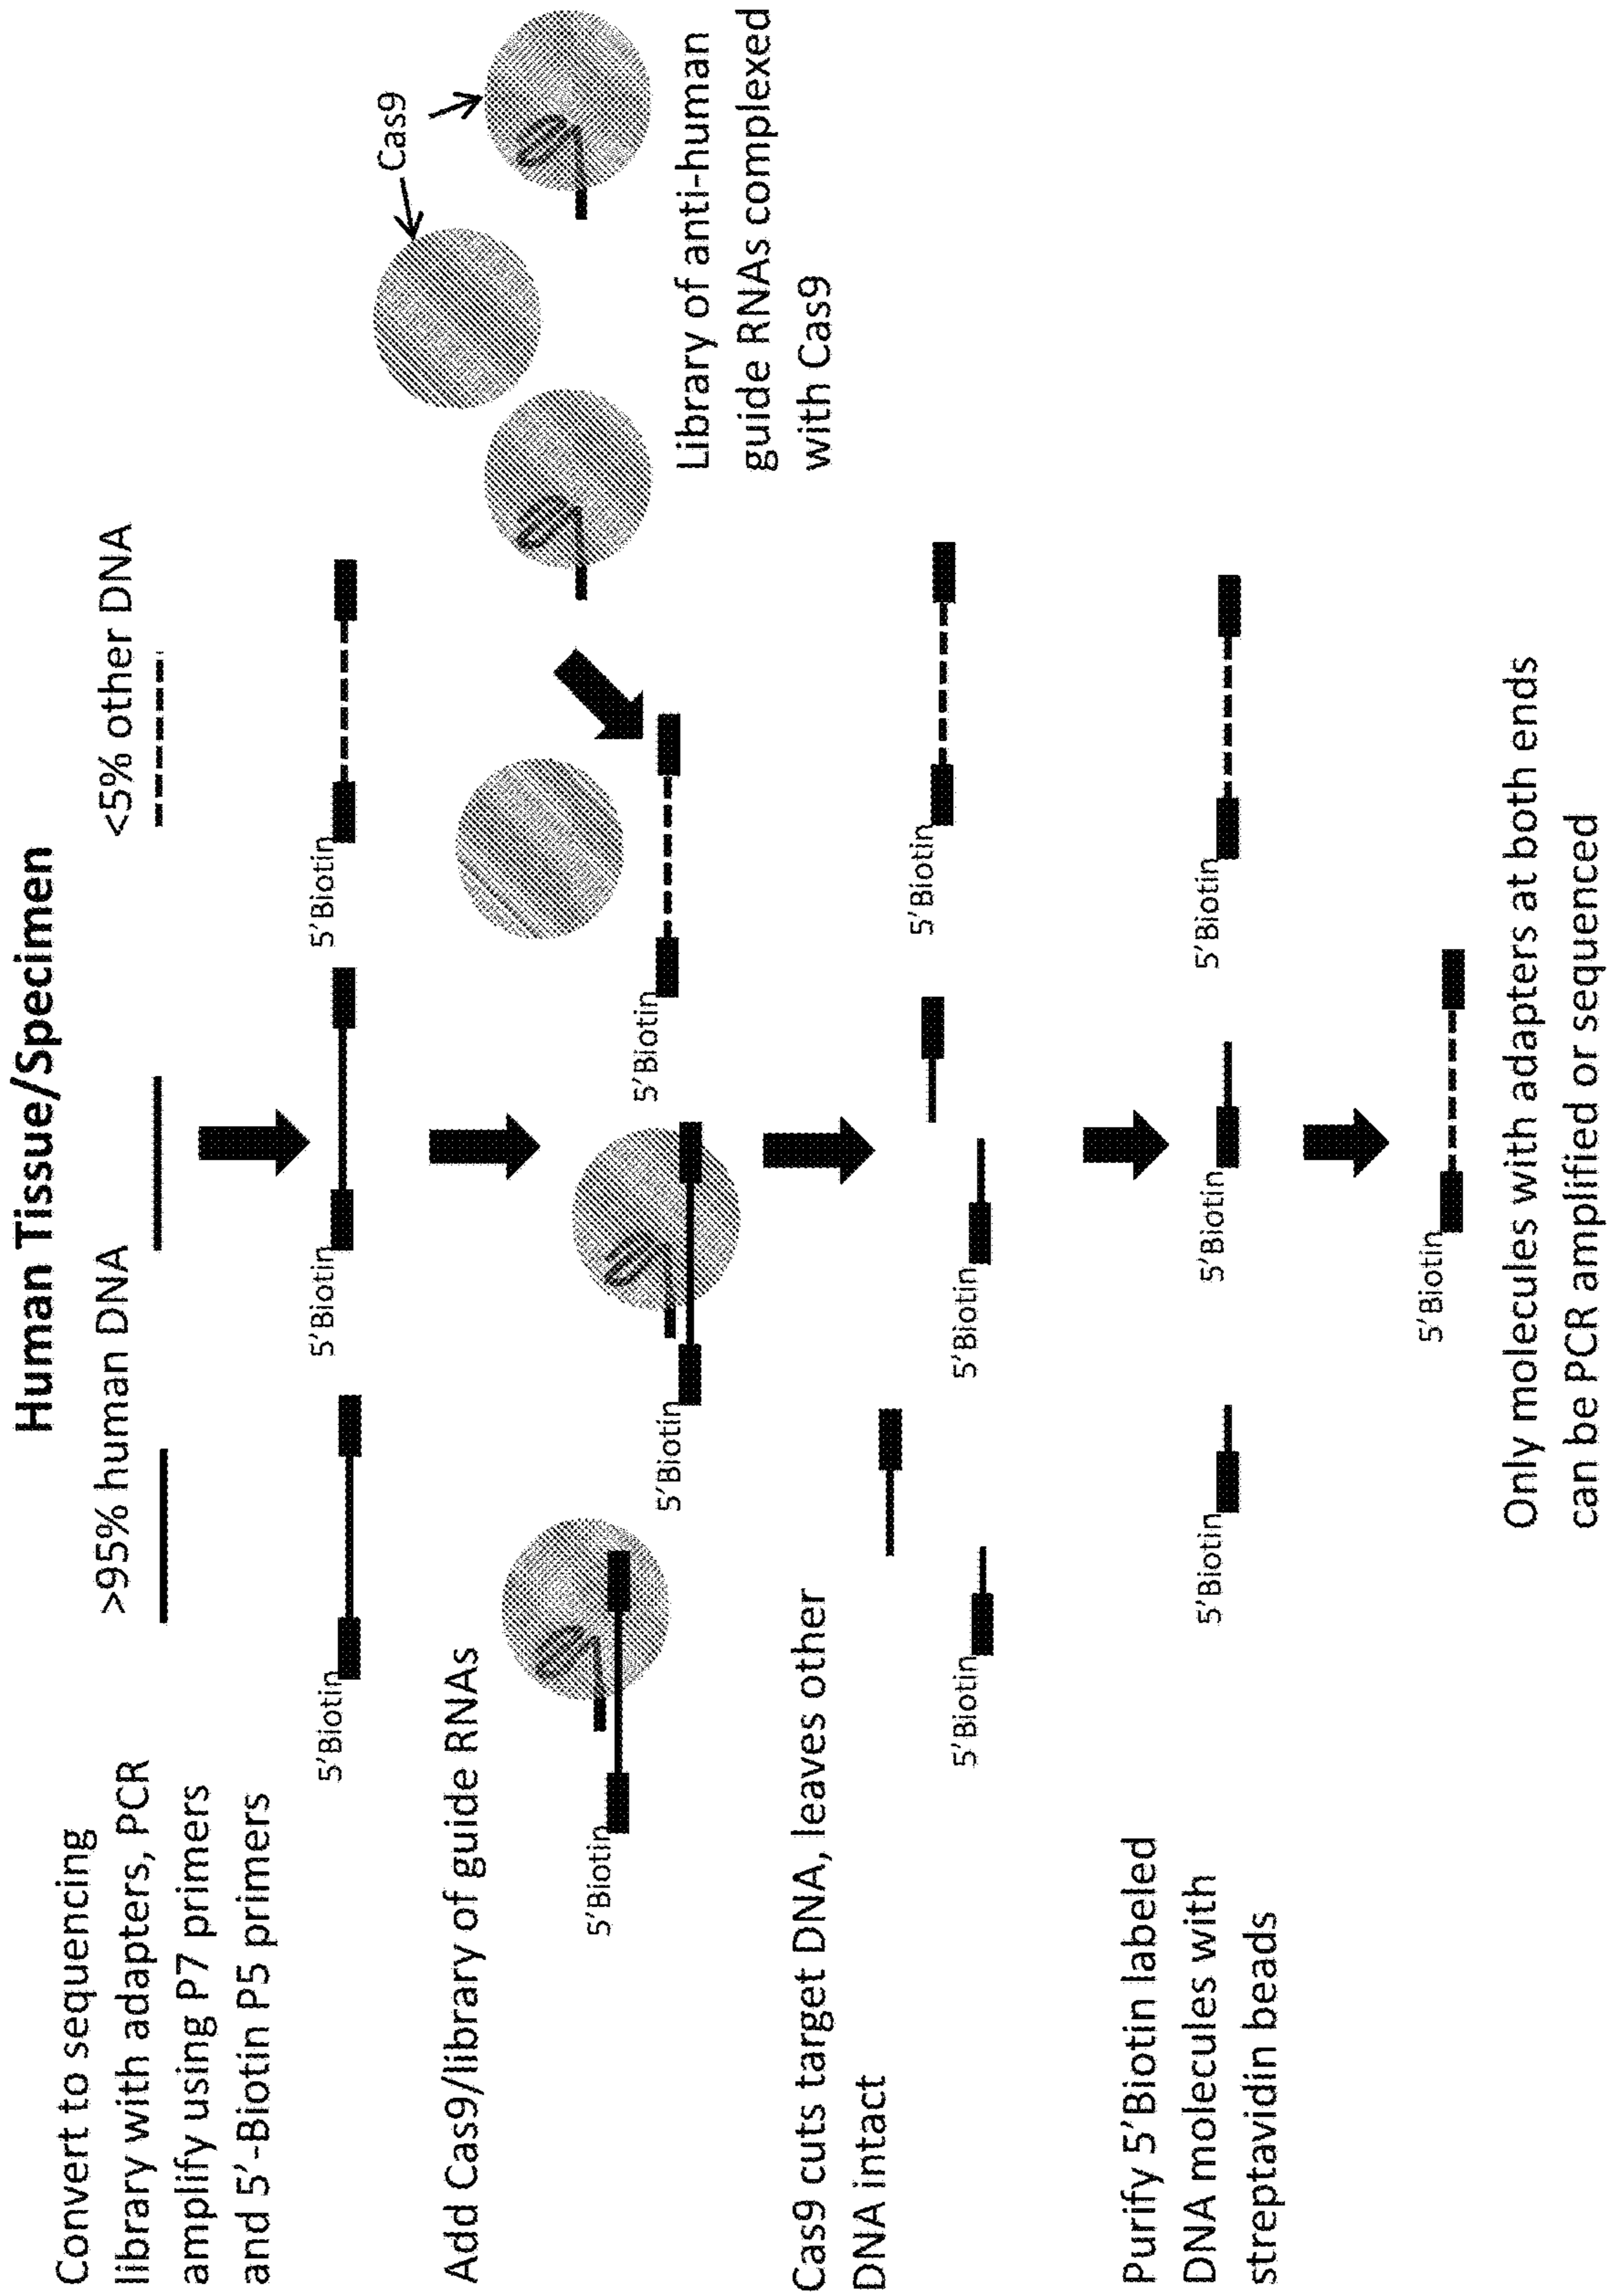 Human Tissue/Specimen
>95% human DNA
<5% other DNA
Convert to sequencing
library with adapters, PCR
amplify using P7 primers
and 5'-Biotin P5 primers
5'Biotin
5'Biotin
5'Biotin
Cas9
Add Cas9/library of guide RNAs
5'Biotin
5'Biotin
5'Biotin
Library of anti-human
guide RNAs complexed
with Cas9
Cas9 cuts target DNA, leaves other
DNA intact
5'Biotin
5'Biotin
5'Biotin
Purify 5'Biotin labeled
DNA molecules with
streptavidin beads
5'Biotin
5'Biotin
5'Biotin
5'Biotin
Only molecules with adapters at both ends
can be PCR amplified or sequenced